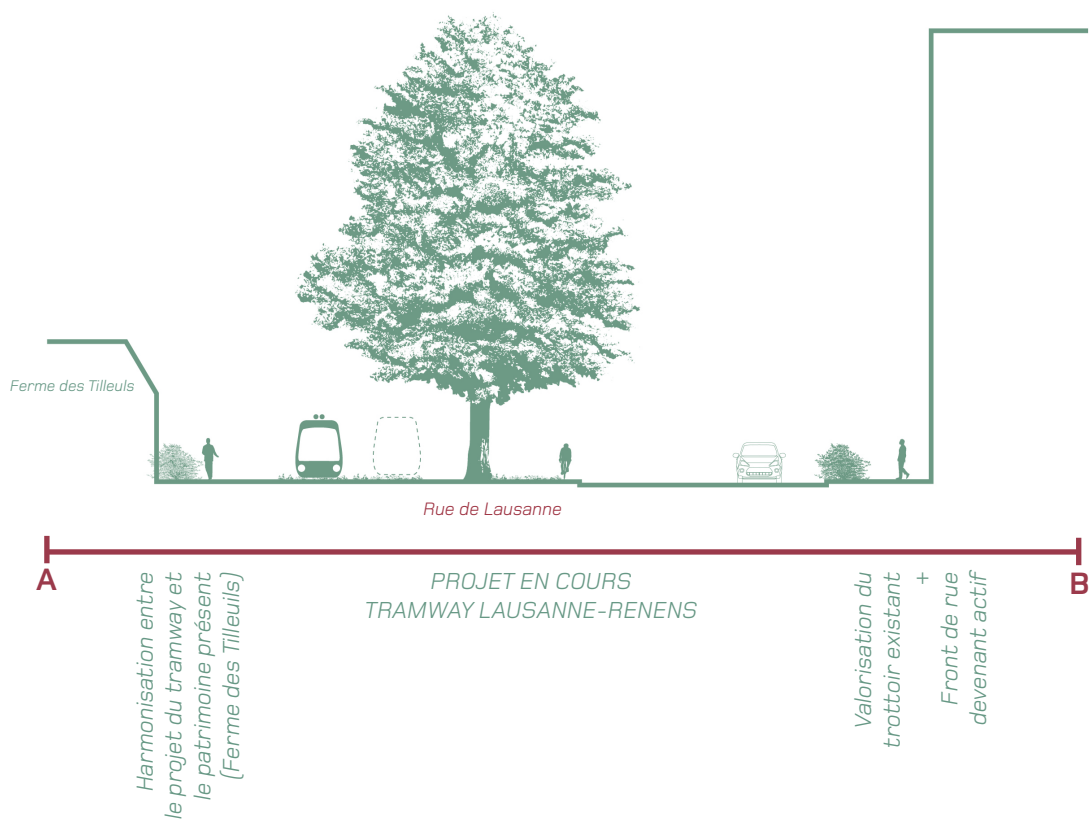 Ferme des Tilleuls
Rue de Lausanne
A
B
PROJET EN COURS
TRAMWAY LAUSANNE-RENENS
Harmonisation entre
le projet du tramway et
le patrimoine présent
(Ferme des Tilleuils)
Valorisation du
trottoir existant
+
Front de rue
devenant actif